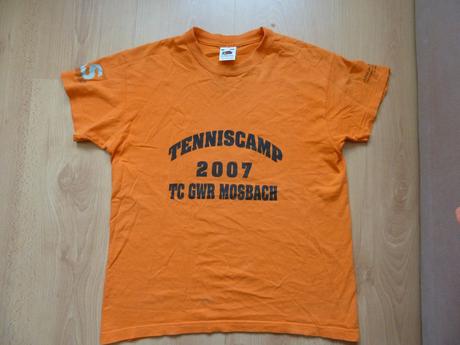 S
TENNISCAMP
2007
TC GWR MOSBACH